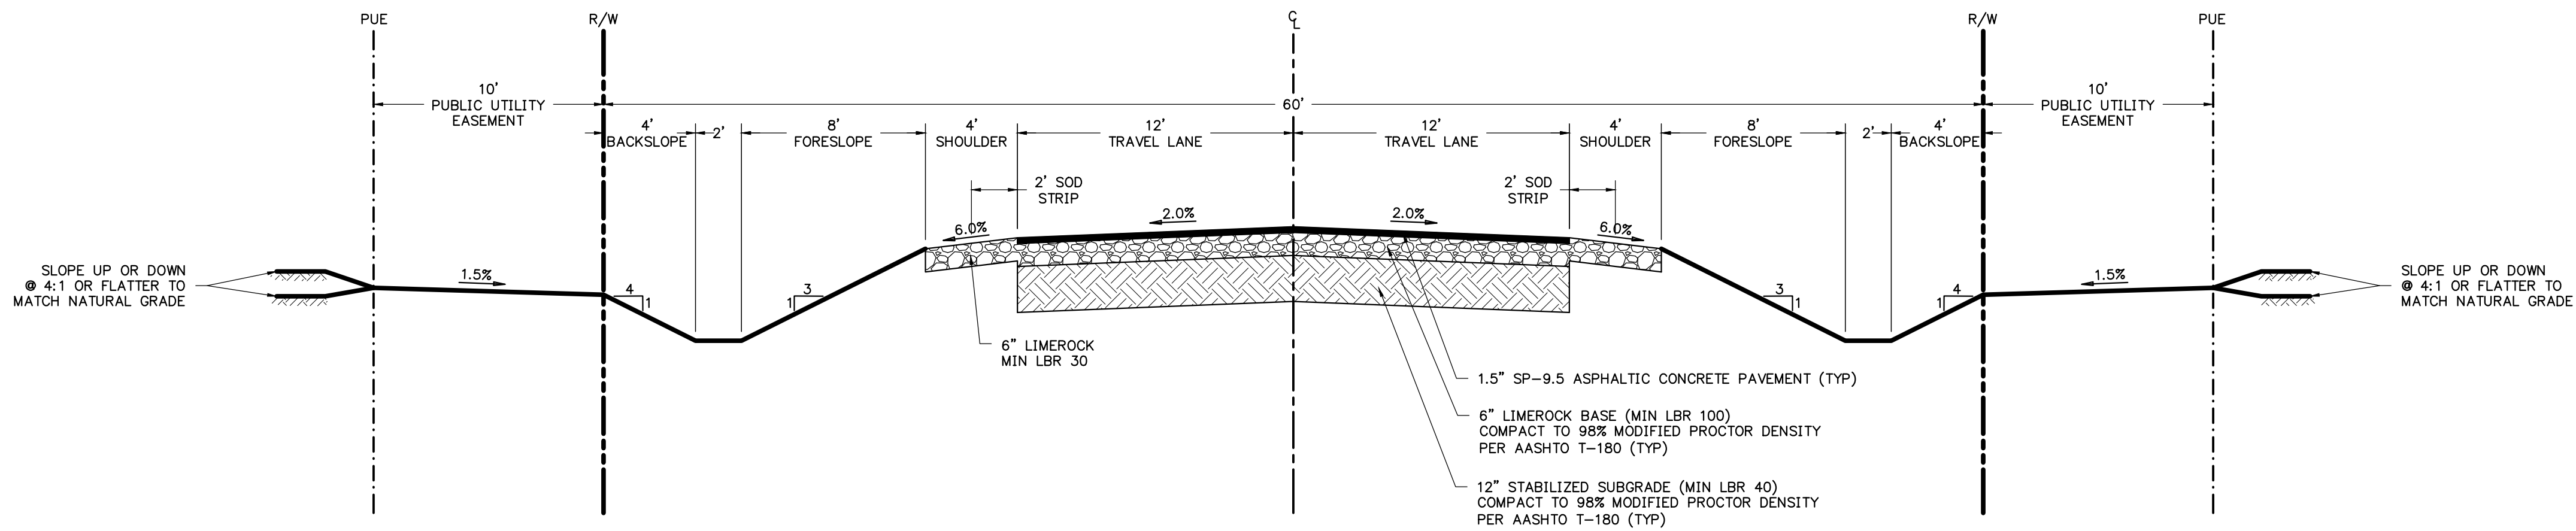 PUE
R/W
CL
R/W
PUE
10'
PUBLIC UTILITY
EASEMENT
60'
10'
PUBLIC UTILITY
EASEMENT
4'
BACKSLOPE
2'
8'
FORESLOPE
4'
SHOULDER
12'
TRAVEL LANE
12'
TRAVEL LANE
4'
SHOULDER
8'
FORESLOPE
2'
4'
BACKSLOPE
2' SOD
STRIP
2' SOD
STRIP
6.0%
2.0%
2.0%
6.0%
SLOPE UP OR DOWN
@ 4:1 OR FLATTER TO
MATCH NATURAL GRADE
1.5%
4
1
3
1
3
1
4
1
1.5%
SLOPE UP OR DOWN
@ 4:1 OR FLATTER TO
MATCH NATURAL GRADE
6" LIMEROCK
MIN LBR 30
1.5" SP-9.5 ASPHALTIC CONCRETE PAVEMENT (TYP)
6" LIMEROCK BASE (MIN LBR 100)
COMPACT TO 98% MODIFIED PROCTOR DENSITY
PER AASHTO T-180 (TYP)
12" STABILIZED SUBGRADE (MIN LBR 40)
COMPACT TO 98% MODIFIED PROCTOR DENSITY
PER AASHTO T-180 (TYP)